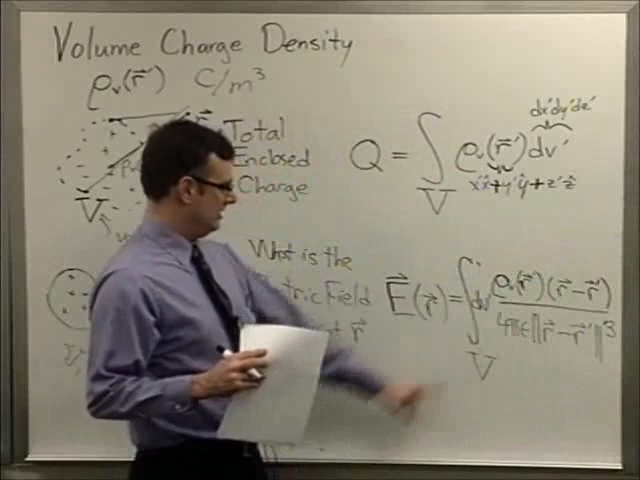 Volume Charge Density
ρᵥ(r⃗′) C/m³
Total
Enclosed
Charge
Q = ∫ ρᵥ(r⃗′) dv′
V
dx′dy′dz′
x′x̂+y′ŷ+z′ẑ
V
What is the
Field
r⃗
E⃗(r⃗) = ∫ dv′ ρᵥ(r⃗′)(r⃗−r⃗′)
4πε‖r⃗−r⃗′‖³
V